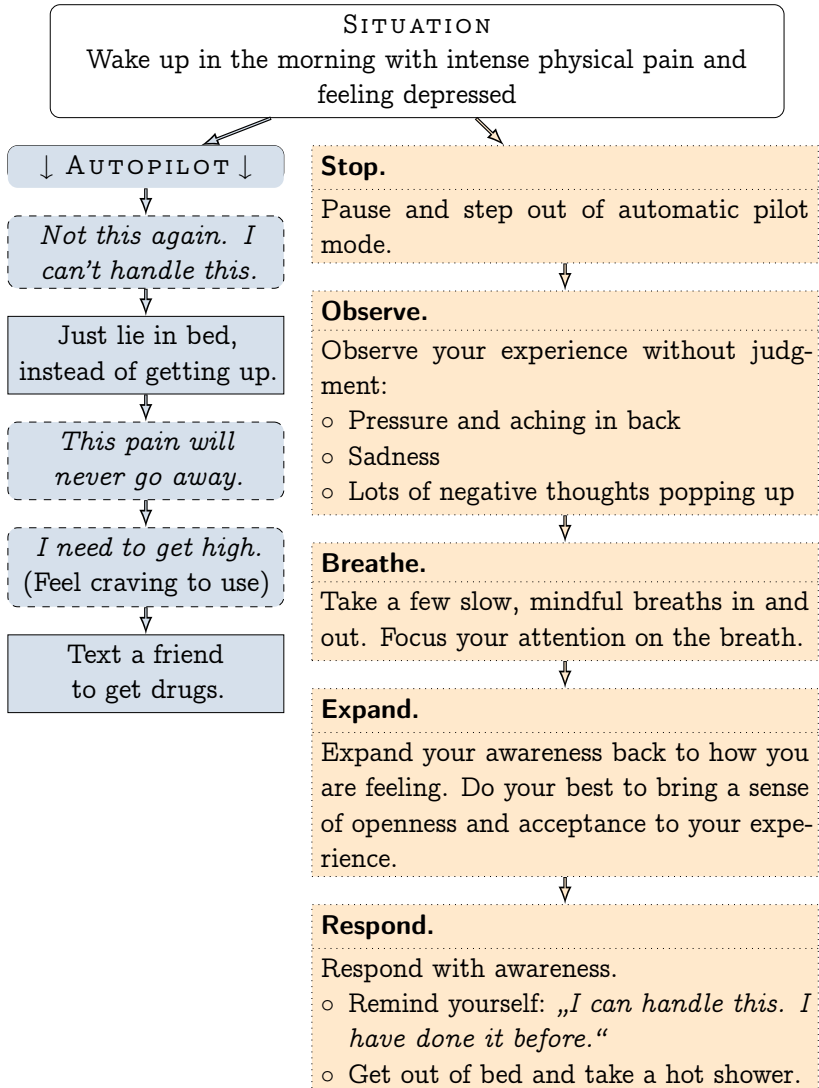 SITUATION
Wake up in the morning with intense physical pain and
feeling depressed
↓ AUTOPILOT ↓
Not this again. I
can't handle this.
Just lie in bed,
instead of getting up.
This pain will
never go away.
I need to get high.
(Feel craving to use)
Text a friend
to get drugs.
Stop.
Pause and step out of automatic pilot
mode.
Observe.
Observe your experience without judg-
ment:
○ Pressure and aching in back
○ Sadness
○ Lots of negative thoughts popping up
Breathe.
Take a few slow, mindful breaths in and
out. Focus your attention on the breath.
Expand.
Expand your awareness back to how you
are feeling. Do your best to bring a sense
of openness and acceptance to your expe-
rience.
Respond.
Respond with awareness.
○ Remind yourself: „I can handle this. I
have done it before.“
○ Get out of bed and take a hot shower.